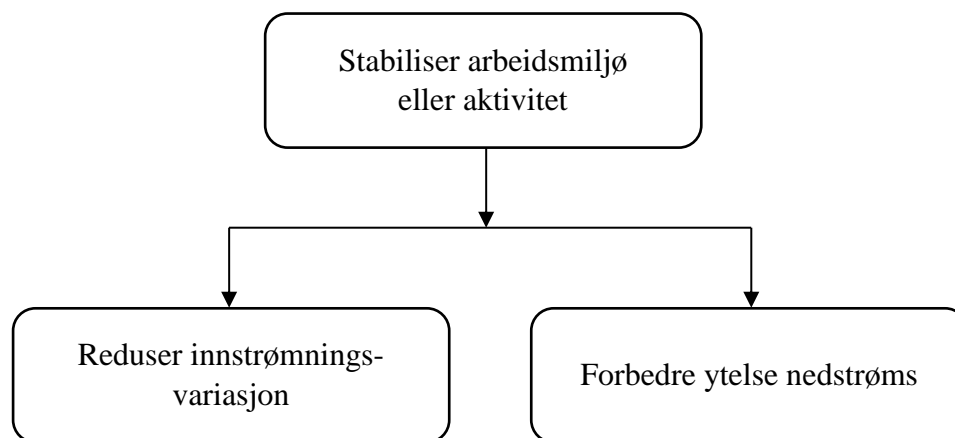 Stabiliser arbeidsmiljø
eller aktivitet
Reduser innstrømnings-
variasjon
Forbedre ytelse nedstrøms